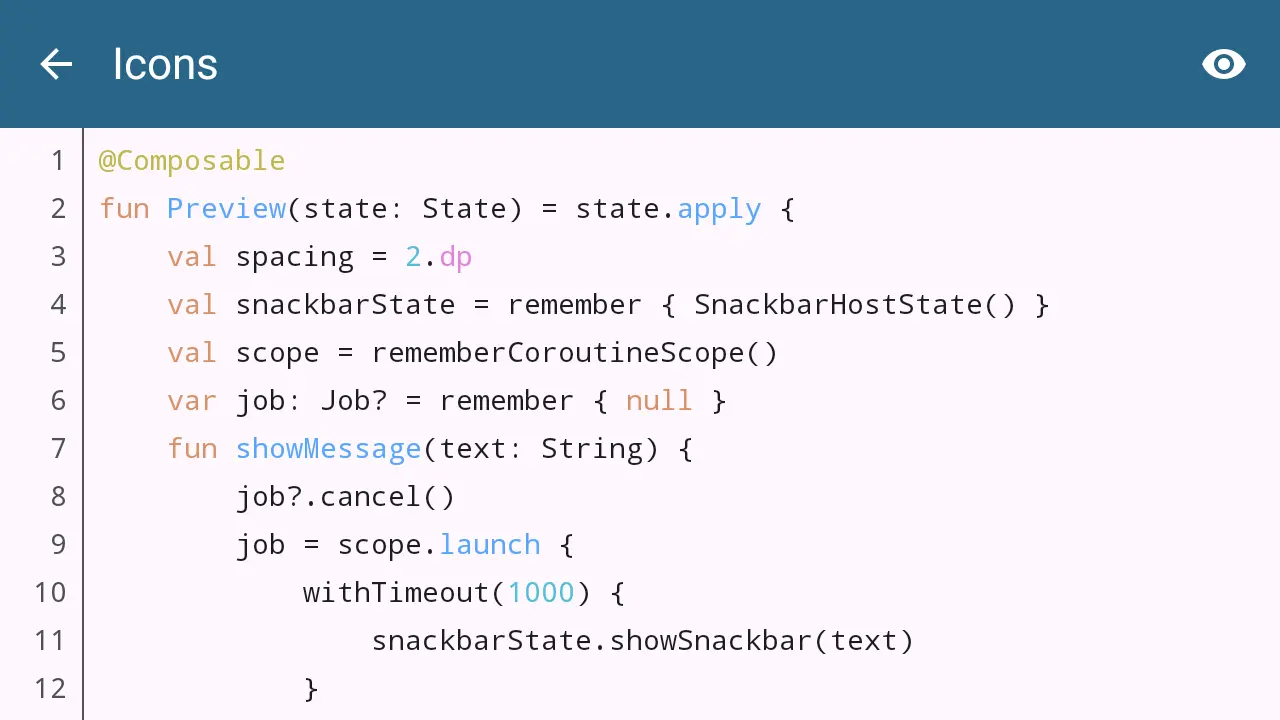 Icons
1 @Composable
2 fun Preview(state: State) = state.apply {
3     val spacing = 2.dp
4     val snackbarState = remember { SnackbarHostState() }
5     val scope = rememberCoroutineScope()
6     var job: Job? = remember { null }
7     fun showMessage(text: String) {
8         job?.cancel()
9         job = scope.launch {
10             withTimeout(1000) {
11                 snackbarState.showSnackbar(text)
12             }